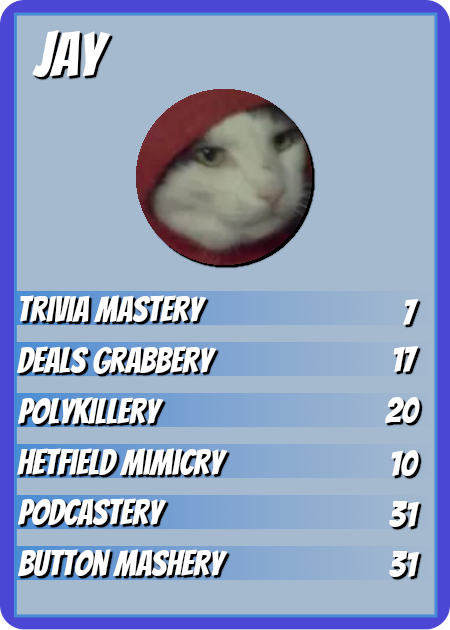 JAY
TRIVIA MASTERY 7
DEALS GRABBERY 17
POLYKILLERY 20
HETFIELD MIMICRY 10
PODCASTERY 31
BUTTON MASHERY 31